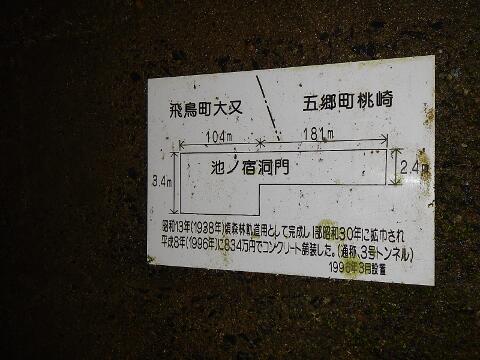 飛鳥町大又
五郷町桃崎
104m
181m
池ノ宿洞門
3.4m
2.4m
昭和13年(1938年)頃森林軌道用として完成し1部昭和30年に拡巾され
平成8年(1996年)に834万円でコンクリート舗装した。(通称、3号トンネル)
1996年3月設置